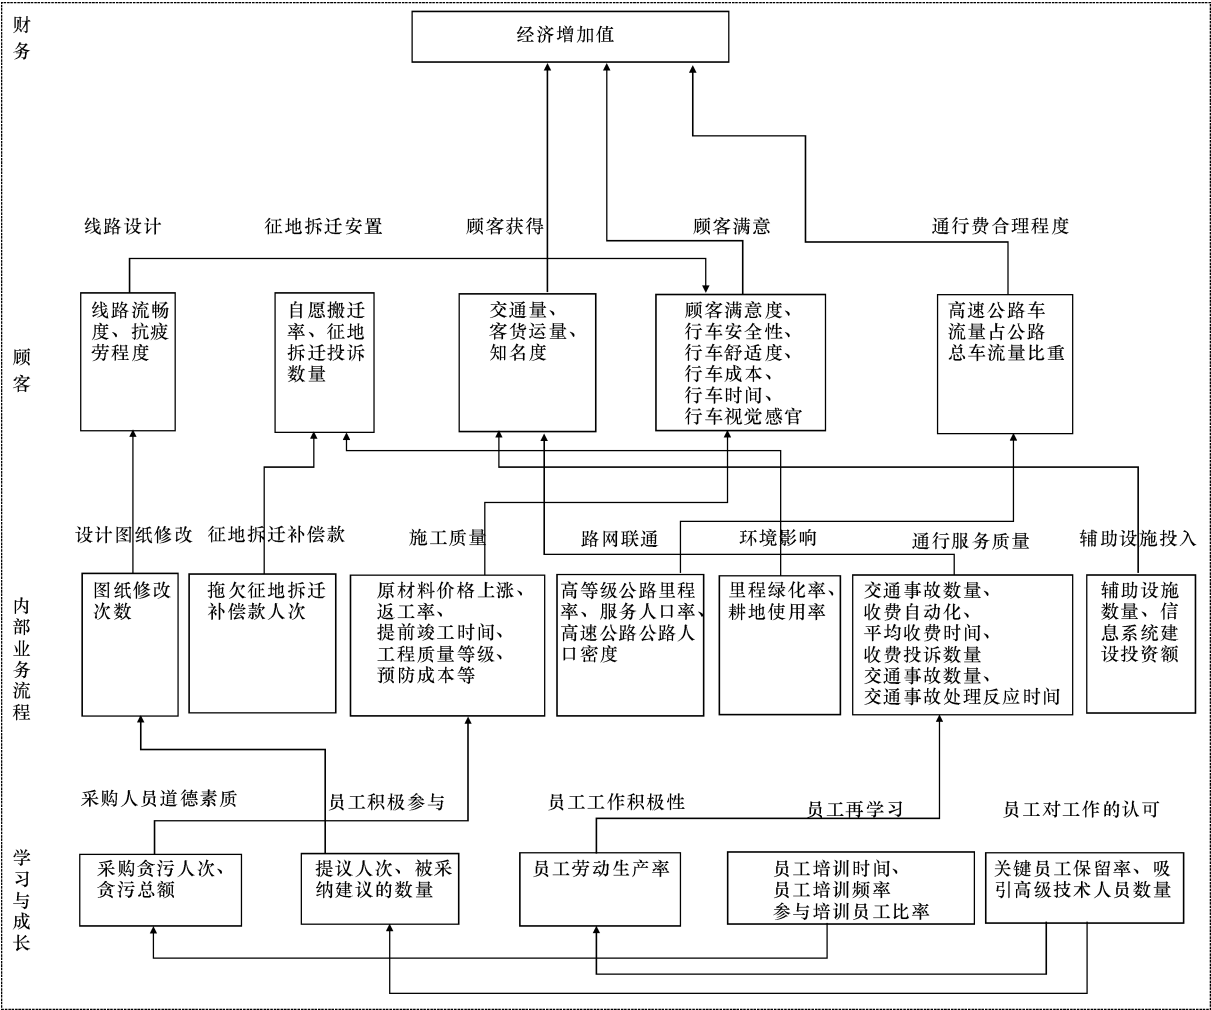 财务
经济增加值
线路设计
征地拆迁安置
顾客获得
顾客满意
通行费合理程度
顾客
线路流畅
度、抗疲
劳程度
自愿搬迁
率、征地
拆迁投诉
数量
交通量、
客货运量、
知名度
顾客满意度、
行车安全性、
行车舒适度、
行车成本、
行车时间、
行车视觉感官
高速公路车
流量占公路
总车流量比重
设计图纸修改
征地拆迁补偿款
施工质量
路网联通
环境影响
通行服务质量
辅助设施投入
内部业务流程
图纸修改
次数
拖欠征地拆迁
补偿款人次
原材料价格上涨、
返工率、
提前竣工时间、
工程质量等级、
预防成本等
高等级公路里程
率、服务人口率、
高速公路公路人
口密度
里程绿化率、
耕地使用率
交通事故数量、
收费自动化、
平均收费时间、
收费投诉数量
交通事故数量、
交通事故处理反应时间
辅助设施
数量、信
息系统建
设投资额
采购人员道德素质
员工积极参与
员工工作积极性
员工再学习
员工对工作的认可
学习与成长
采购贪污人次、
贪污总额
提议人次、被采
纳建议的数量
员工劳动生产率
员工培训时间、
员工培训频率
参与培训员工比率
关键员工保留率、吸
引高级技术人员数量